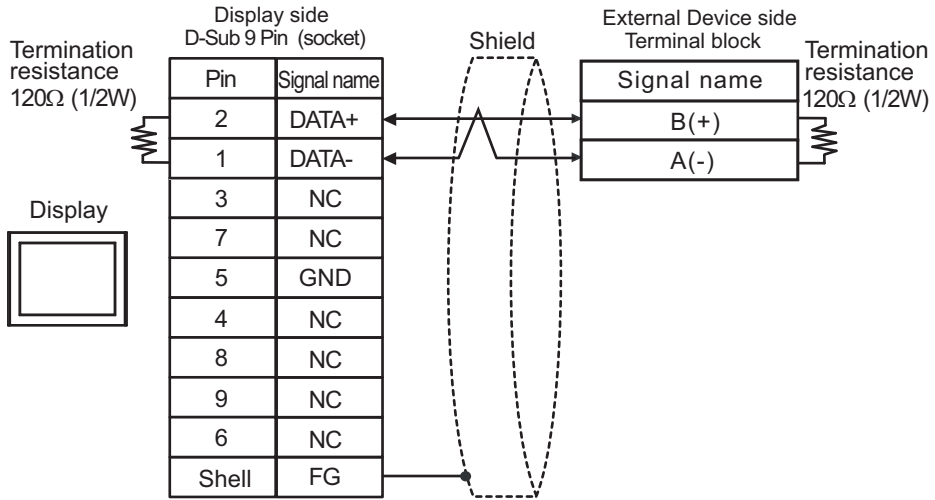 Display side
D-Sub 9 Pin (socket)
Shield
External Device side
Terminal block
Termination
resistance
120Ω (1/2W)
Termination
resistance
120Ω (1/2W)
Pin Signal name
2 DATA+
1 DATA-
3 NC
7 NC
5 GND
4 NC
8 NC
9 NC
6 NC
Shell FG
Signal name
B(+)
A(-)
Display